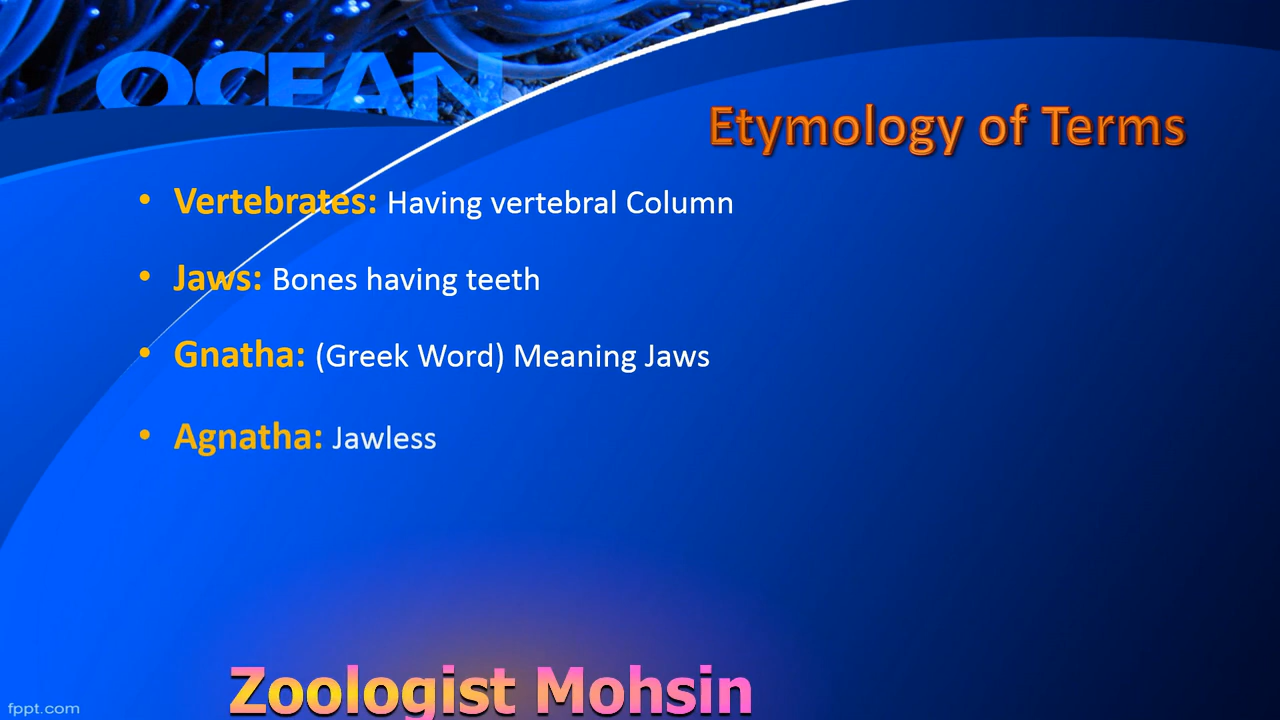 OCEAN
Etymology of Terms
• Vertebrates: Having vertebral Column
• Jaws: Bones having teeth
• Gnatha: (Greek Word) Meaning Jaws
• Agnatha: Jawless
Zoologist Mohsin
fppt.com